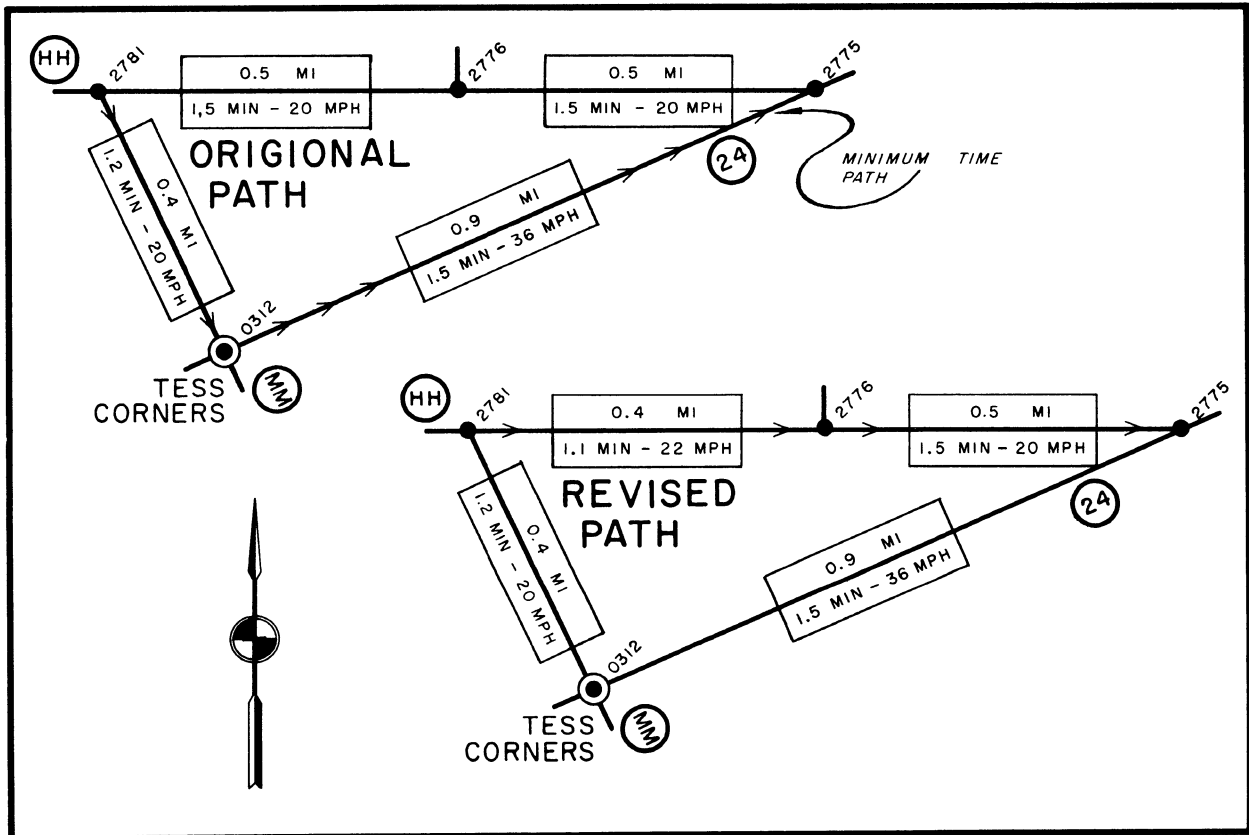 HH
2781
0.5 MI
1,5 MIN - 20 MPH
2776
0.5 MI
1.5 MIN - 20 MPH
2775
ORIGIONAL
PATH
0.4 MI
1.2 MIN - 20 MPH
24
MINIMUM TIME
PATH
0.9 MI
1.5 MIN - 36 MPH
0312
TESS
CORNERS
MM
HH
2781
0.4 MI
1.1 MIN - 22 MPH
2776
0.5 MI
1.5 MIN - 20 MPH
2775
REVISED
PATH
0.4 MI
1.2 MIN - 20 MPH
24
0.9 MI
1.5 MIN - 36 MPH
0312
TESS
CORNERS
MM